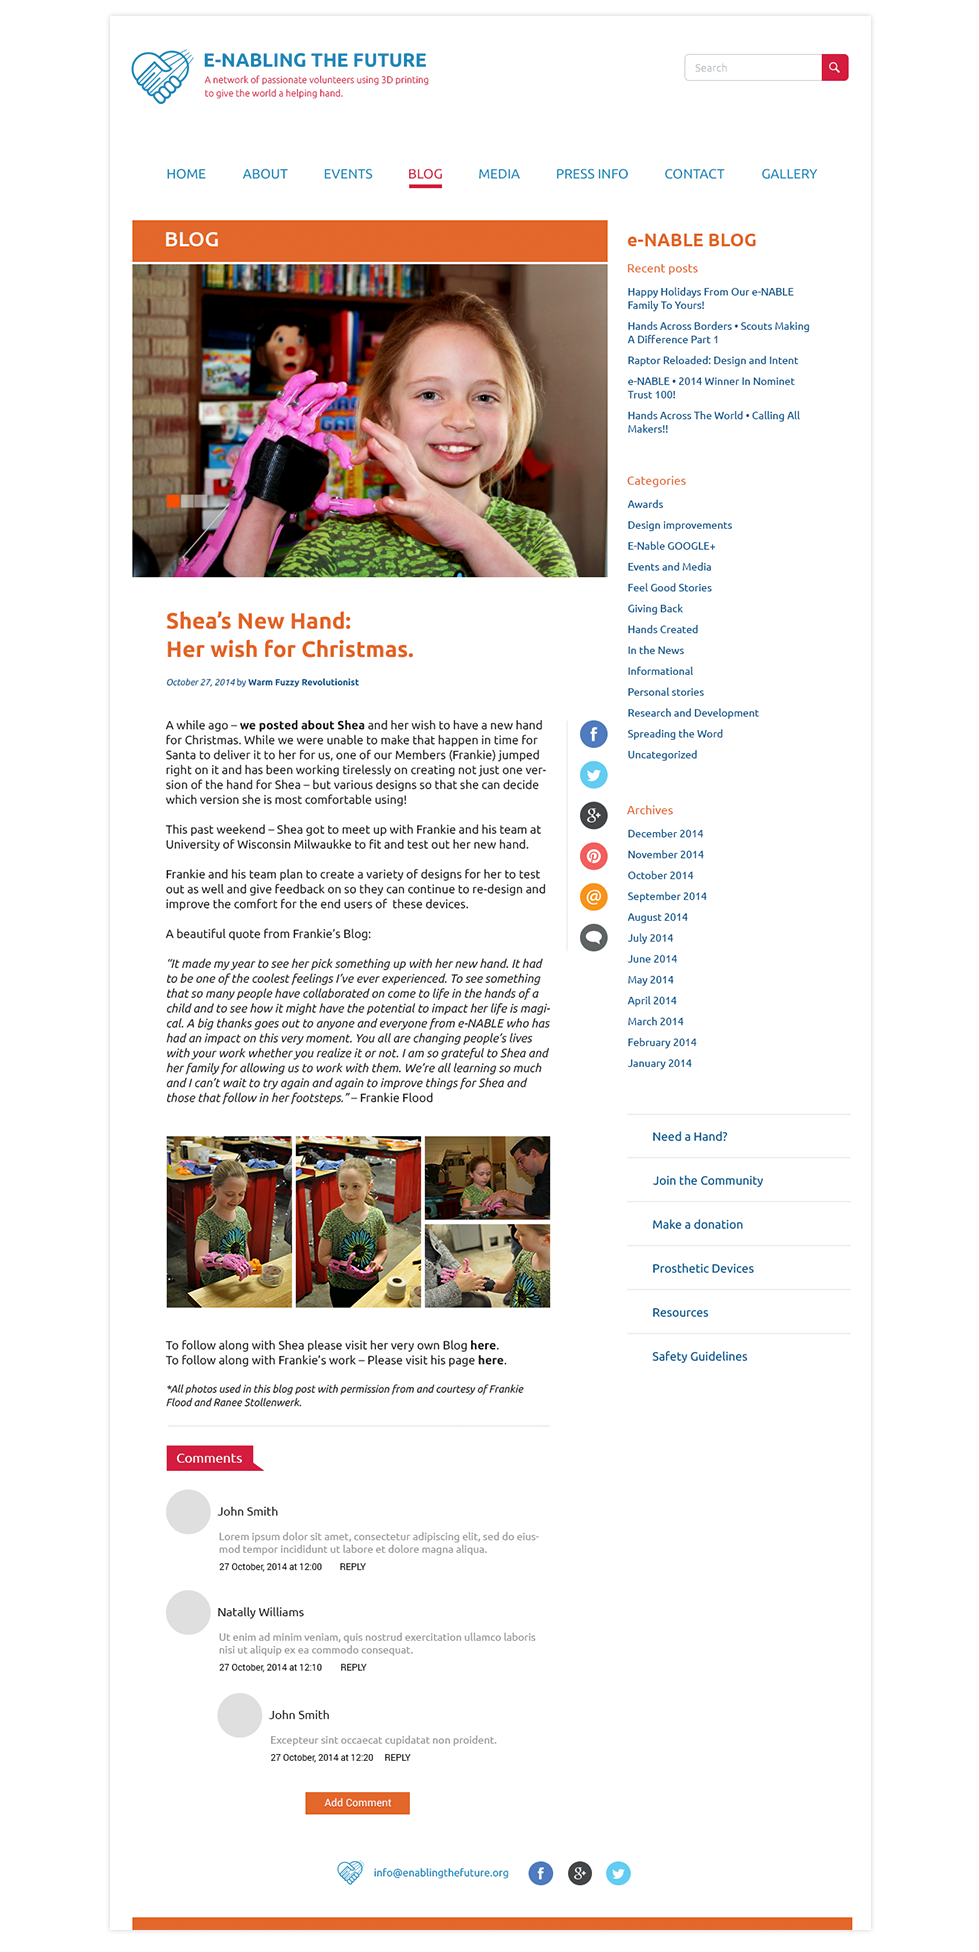 E-NABLING THE FUTURE
A network of passionate volunteers using 3D printing
to give the world a helping hand.
Search
HOME ABOUT EVENTS BLOG MEDIA PRESS INFO CONTACT GALLERY
BLOG
Shea’s New Hand:
Her wish for Christmas.
October 27, 2014 by Warm Fuzzy Revolutionist
A while ago – we posted about Shea and her wish to have a new hand
for Christmas. While we were unable to make that happen in time for
Santa to deliver it to her for us, one of our Members (Frankie) jumped
right on it and has been working tirelessly on creating not just one ver-
sion of the hand for Shea – but various designs so that she can decide
which version she is most comfortable using!
This past weekend – Shea got to meet up with Frankie and his team at
University of Wisconsin Milwaukke to fit and test out her new hand.
Frankie and his team plan to create a variety of designs for her to test
out as well and give feedback on so they can continue to re-design and
improve the comfort for the end users of these devices.
A beautiful quote from Frankie’s Blog:
“It made my year to see her pick something up with her new hand. It had
to be one of the coolest feelings I’ve ever experienced. To see something
that so many people have collaborated on come to life in the hands of a
child and to see how it might have the potential to impact her life is magi-
cal. A big thanks goes out to anyone and everyone from e-NABLE who has
had an impact on this very moment. You all are changing people’s lives
with your work whether you realize it or not. I am so grateful to Shea and
her family for allowing us to work with them. We’re all learning so much
and I can’t wait to try again and again to improve things for Shea and
those that follow in her footsteps.” – Frankie Flood
To follow along with Shea please visit her very own Blog here.
To follow along with Frankie’s work – Please visit his page here.
*All photos used in this blog post with permission from and courtesy of Frankie
Flood and Ranee Stollenwerk.
Comments
John Smith
Lorem ipsum dolor sit amet, consectetur adipiscing elit, sed do eius-
mod tempor incididunt ut labore et dolore magna aliqua.
27 October, 2014 at 12:00 REPLY
Natally Williams
Ut enim ad minim veniam, quis nostrud exercitation ullamco laboris
nisi ut aliquip ex ea commodo consequat.
27 October, 2014 at 12:10 REPLY
John Smith
Excepteur sint occaecat cupidatat non proident.
27 October, 2014 at 12:20 REPLY
Add Comment
e-NABLE BLOG
Recent posts
Happy Holidays From Our e-NABLE
Family To Yours!
Hands Across Borders • Scouts Making
A Difference Part 1
Raptor Reloaded: Design and Intent
e-NABLE • 2014 Winner In Nominet
Trust 100!
Hands Across The World • Calling All
Makers!!
Categories
Awards
Design improvements
E-Nable GOOGLE+
Events and Media
Feel Good Stories
Giving Back
Hands Created
In the News
Informational
Personal stories
Research and Development
Spreading the Word
Uncategorized
Archives
December 2014
November 2014
October 2014
September 2014
August 2014
July 2014
June 2014
May 2014
April 2014
March 2014
February 2014
January 2014
Need a Hand?
Join the Community
Make a donation
Prosthetic Devices
Resources
Safety Guidelines
info@enablingthefuture.org